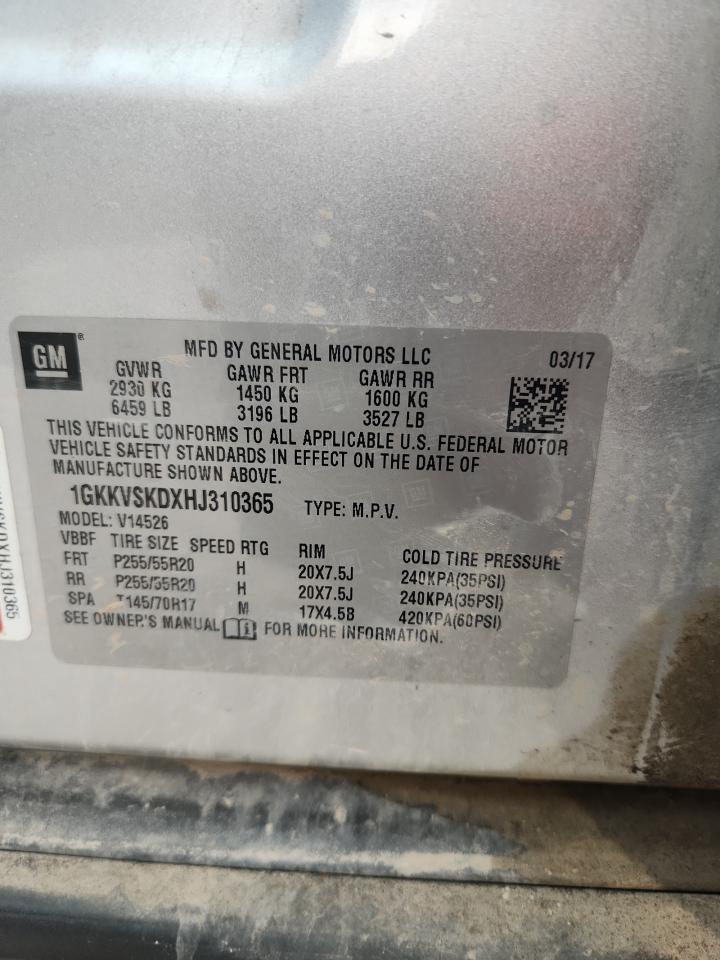 GM®
MFD BY GENERAL MOTORS LLC 03/17
GVWR GAWR FRT GAWR RR
2930 KG 1450 KG 1600 KG
6459 LB 3196 LB 3527 LB
THIS VEHICLE CONFORMS TO ALL APPLICABLE U.S. FEDERAL MOTOR
VEHICLE SAFETY STANDARDS IN EFFECT ON THE DATE OF
MANUFACTURE SHOWN ABOVE.
1GKKVSKDXHJ310365 TYPE: M.P.V.
MODEL: V14526
VBBF TIRE SIZE SPEED RTG RIM COLD TIRE PRESSURE
FRT P255/55R20 H 20X7.5J 240KPA(35PSI)
RR P255/55R20 H 20X7.5J 240KPA(35PSI)
SPA T145/70R17 M 17X4.5B 420KPA(60PSI)
SEE OWNER'S MANUAL FOR MORE INFORMATION.